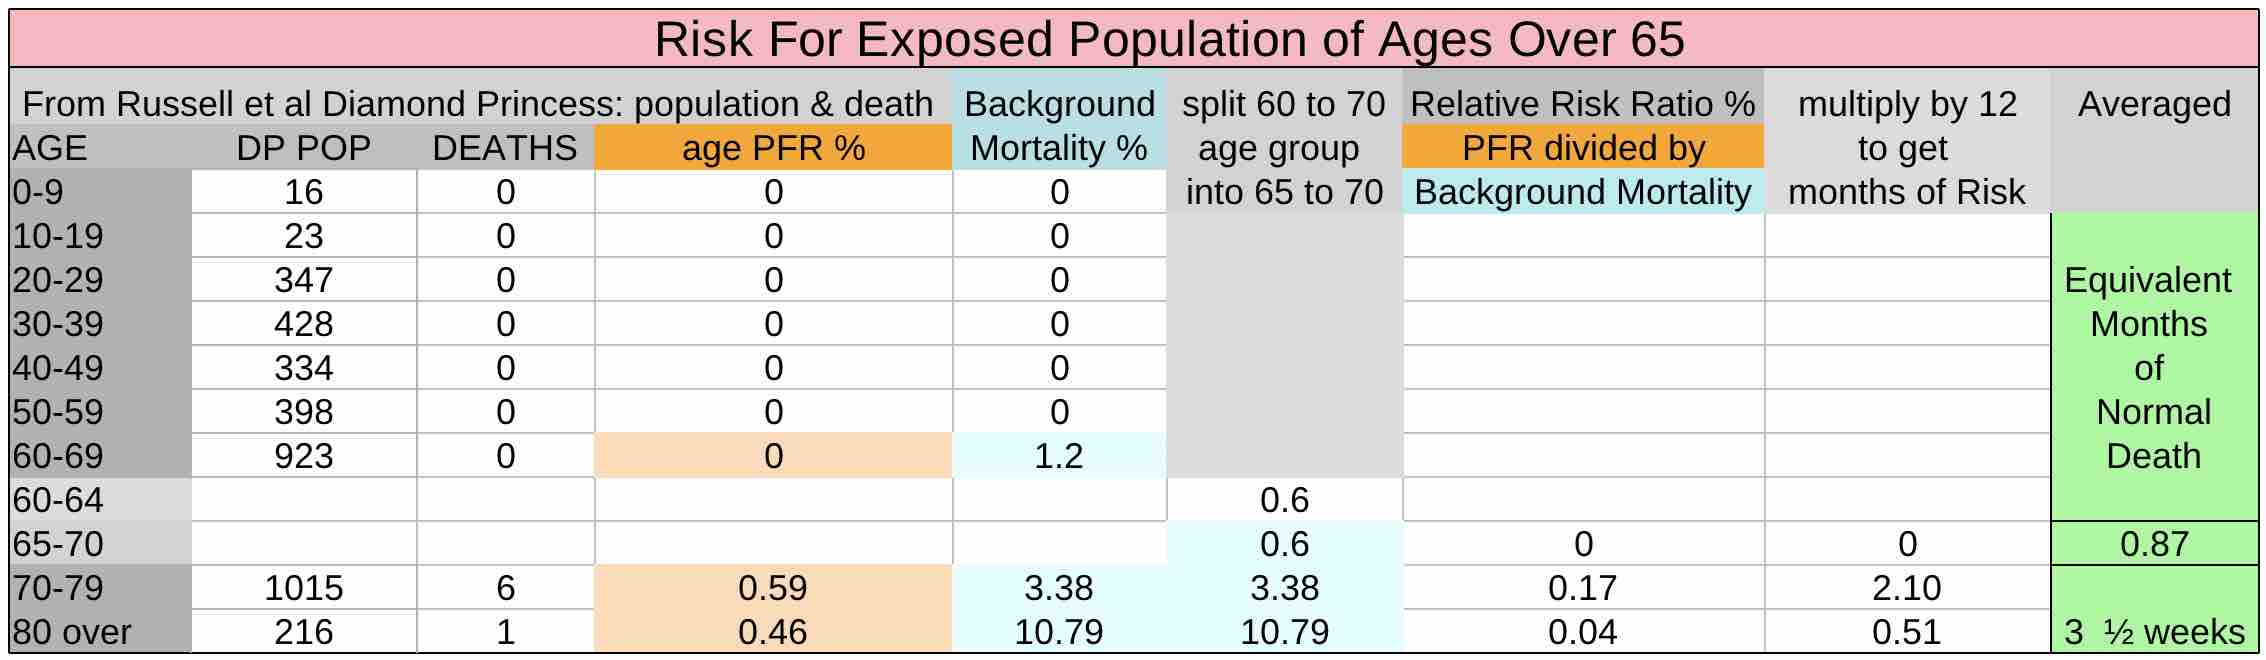 Risk For Exposed Population of Ages Over 65
From Russell et al Diamond Princess: population & death Background split 60 to 70 Relative Risk Ratio % multiply by 12 Averaged
AGE DP POP DEATHS age PFR % Mortality % age group PFR divided by to get
0-9 16 0 0 0 into 65 to 70 Background Mortality months of Risk
10-19 23 0 0 0
20-29 347 0 0 0 Equivalent
30-39 428 0 0 0 Months
40-49 334 0 0 0 of
50-59 398 0 0 0 Normal
60-69 923 0 0 1.2 Death
60-64 0.6
65-70 0.6 0 0 0.87
70-79 1015 6 0.59 3.38 3.38 0.17 2.10
80 over 216 1 0.46 10.79 10.79 0.04 0.51 3 ½ weeks